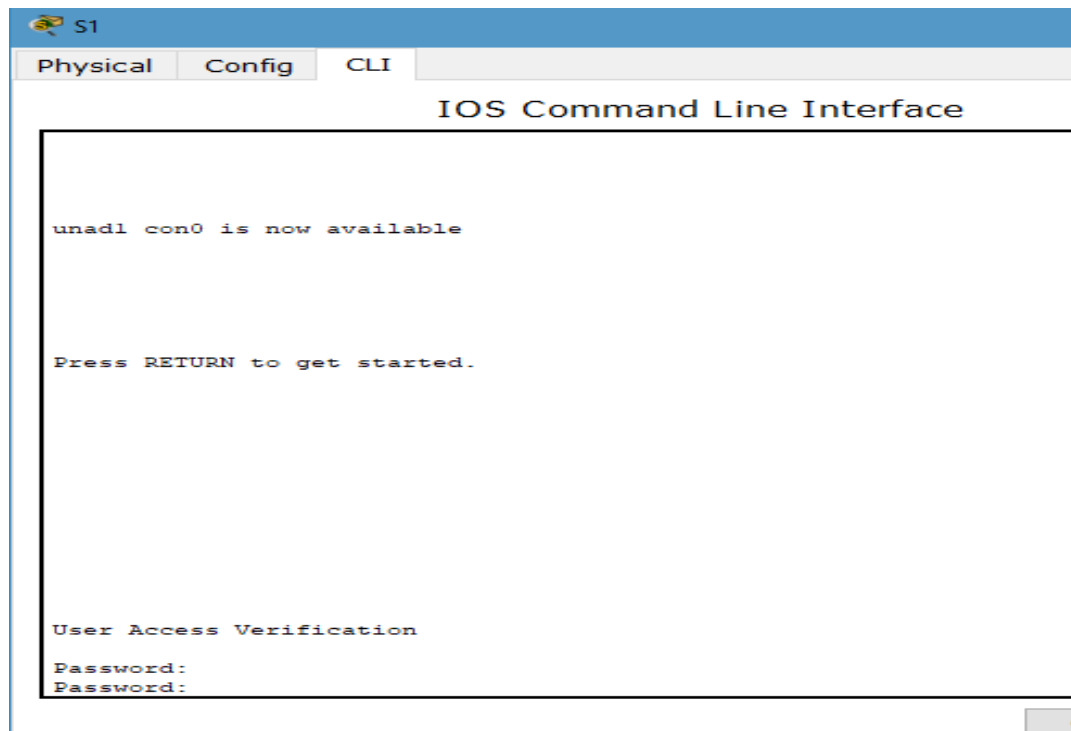 S1
Physical Config CLI
IOS Command Line Interface
unad1 con0 is now available
Press RETURN to get started.
User Access Verification
Password:
Password: